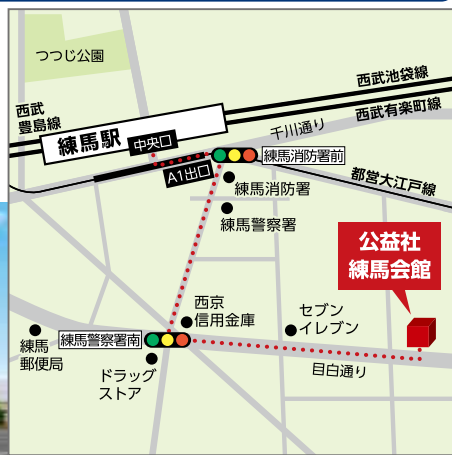 つつじ公園
西武池袋線
西武有楽町線
西武
豊島線
練馬駅
中央口
千川通り
A1出口
練馬消防署前
都営大江戸線
練馬消防署
練馬警察署
公益社
練馬会館
西京
信用金庫
セブン
イレブン
練馬警察署南
練馬
郵便局
ドラッグ
ストア
目白通り